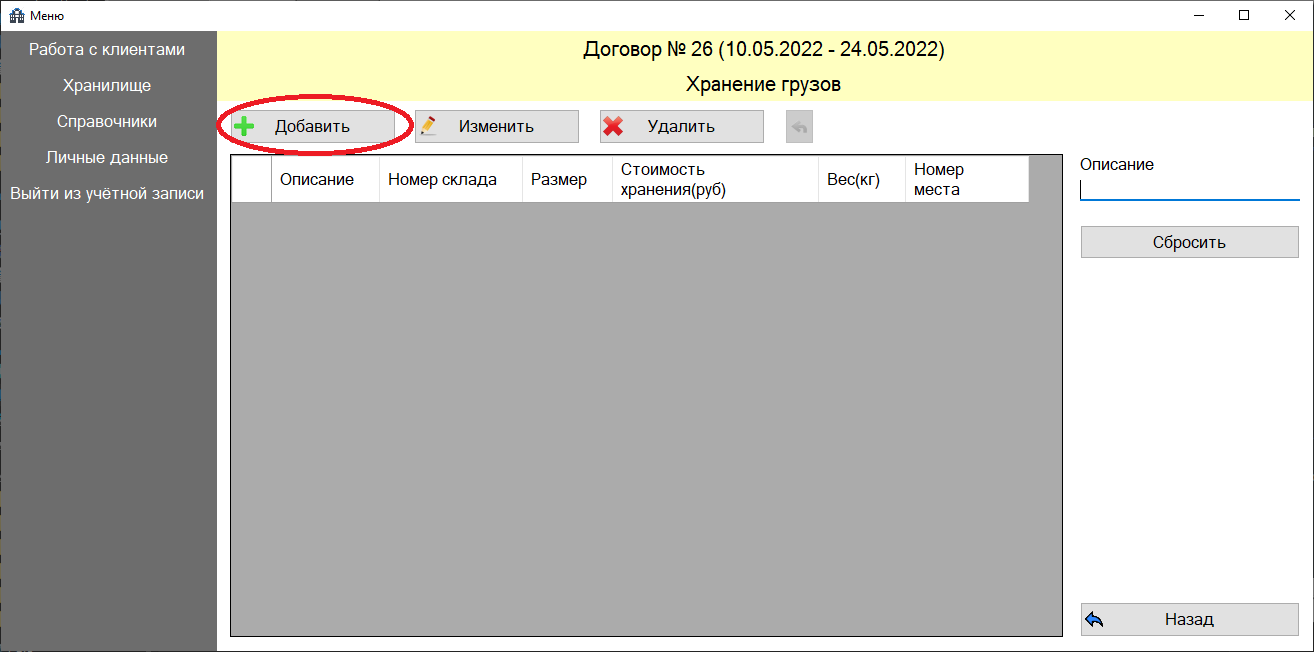 Меню
Работа с клиентами
Хранилище
Справочники
Личные данные
Выйти из учётной записи
Договор № 26 (10.05.2022 - 24.05.2022)
Хранение грузов
Добавить
Изменить
Удалить
Описание
Номер склада
Размер
Стоимость
хранения(руб)
Вес(кг)
Номер
места
Описание
Сбросить
Назад